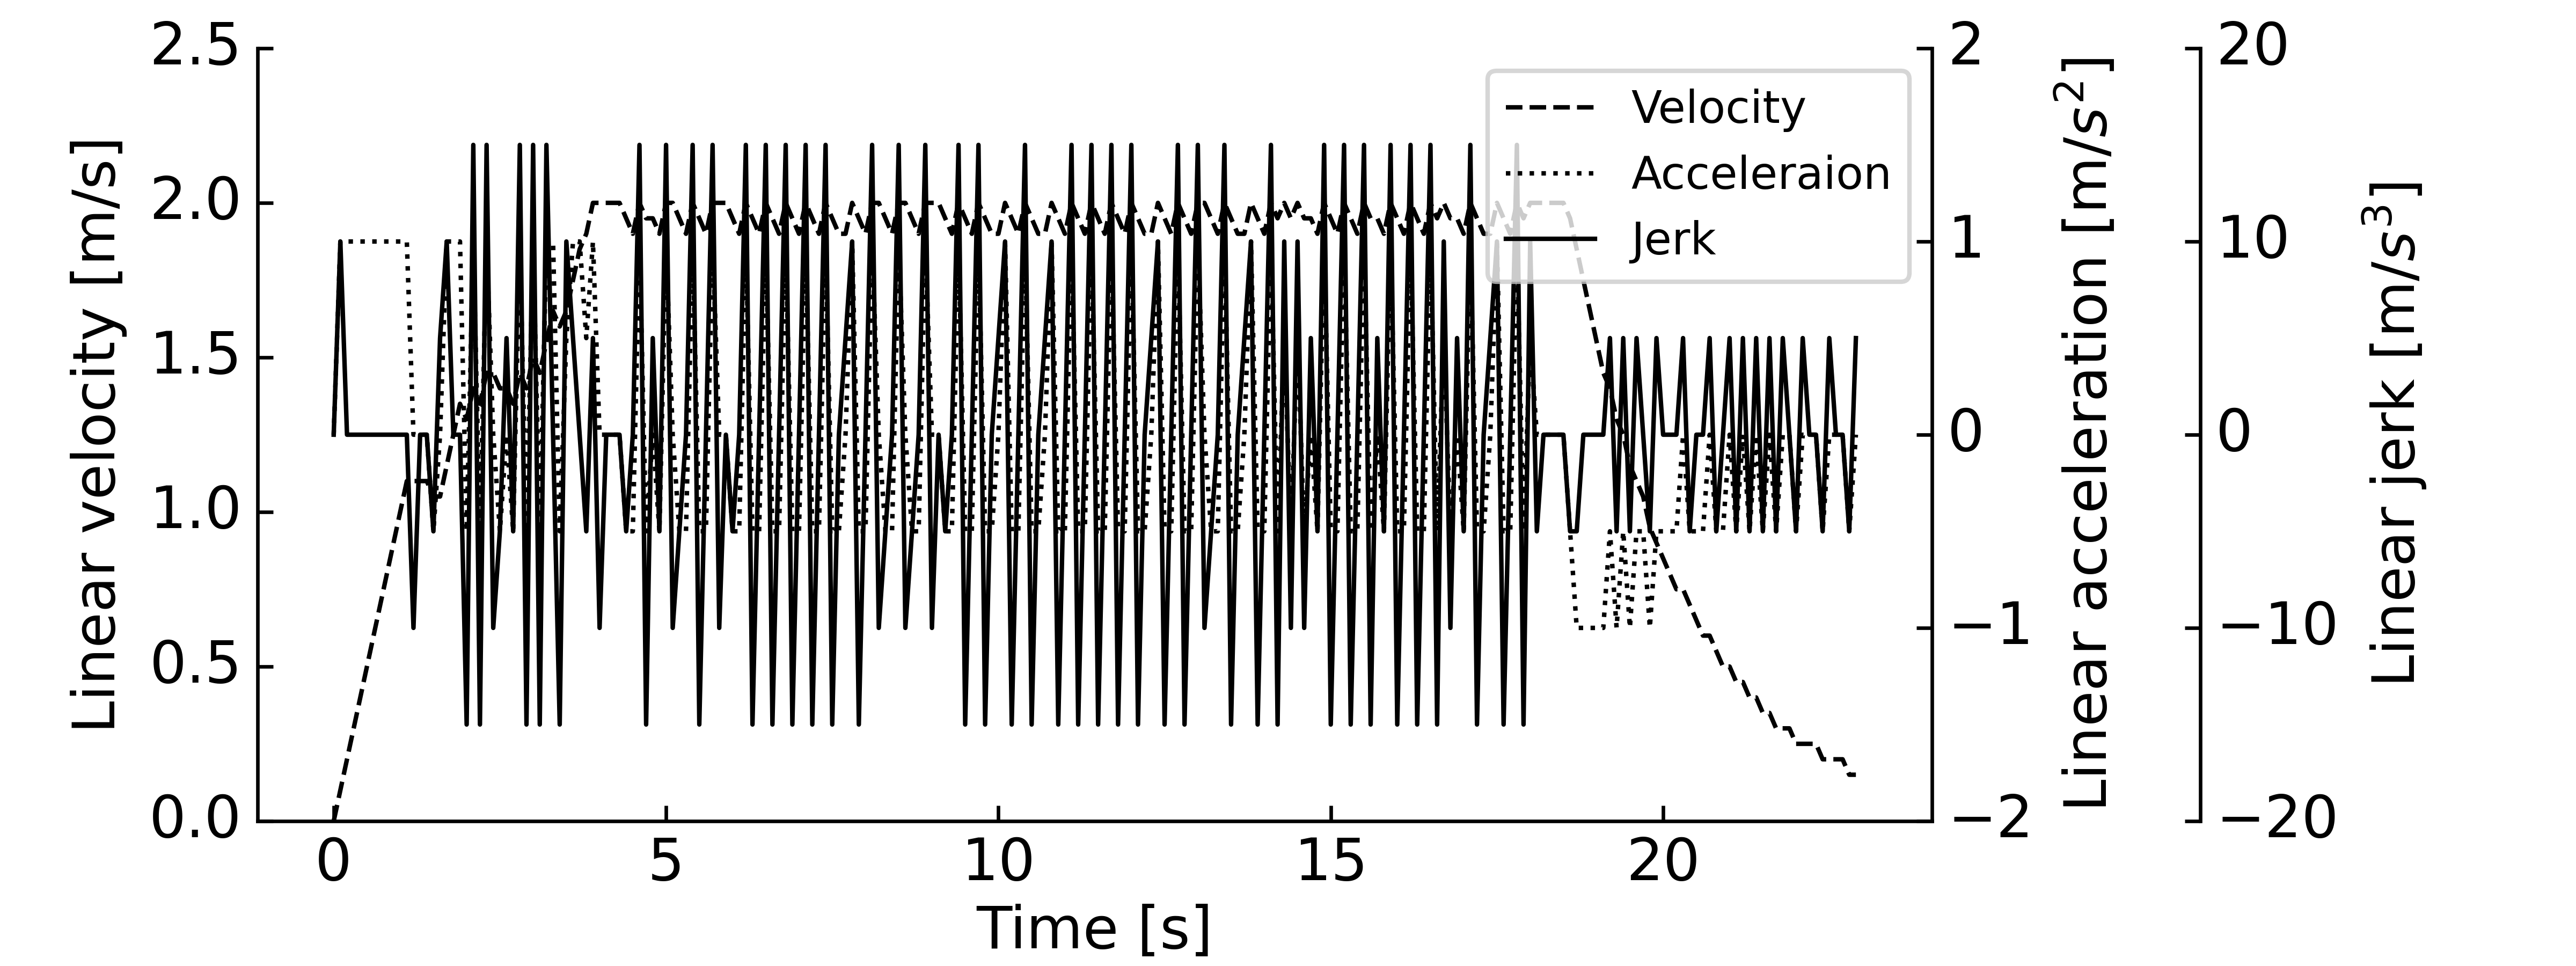 Linear velocity [m/s]
2.5
2.0
1.5
1.0
0.5
0.0
0 5 10 15 20
Time [s]
Velocity
Acceleraion
Jerk
2
1
0
−1
−2
Linear acceleration [m/s²]
20
10
0
−10
−20
Linear jerk [m/s³]